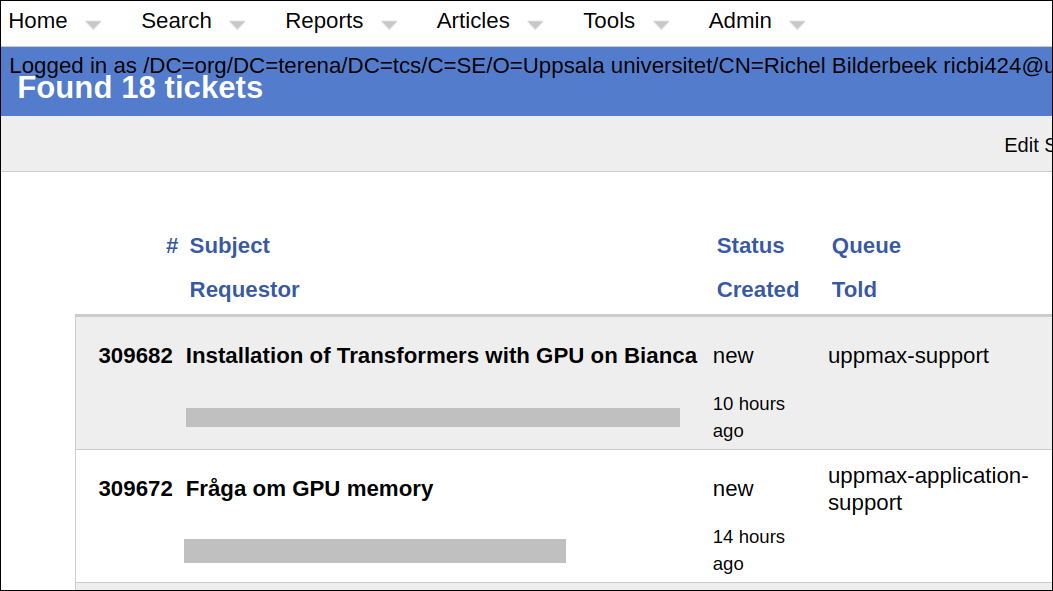 Home Search Reports Articles Tools Admin
Logged in as /DC=org/DC=terena/DC=tcs/C=SE/O=Uppsala universitet/CN=Richel Bilderbeek ricbi424@u
Found 18 tickets
Edit S
# Subject Status Queue
Requestor Created Told
309682 Installation of Transformers with GPU on Bianca new uppmax-support
10 hours
ago
309672 Fråga om GPU memory new uppmax-application-
support
14 hours
ago